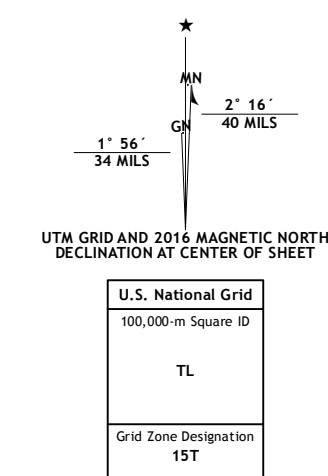 MN
2° 16´
40 MILS
GN
1° 56´
34 MILS
UTM GRID AND 2016 MAGNETIC NORTH
DECLINATION AT CENTER OF SHEET
U.S. National Grid
100,000-m Square ID
TL
Grid Zone Designation
15T